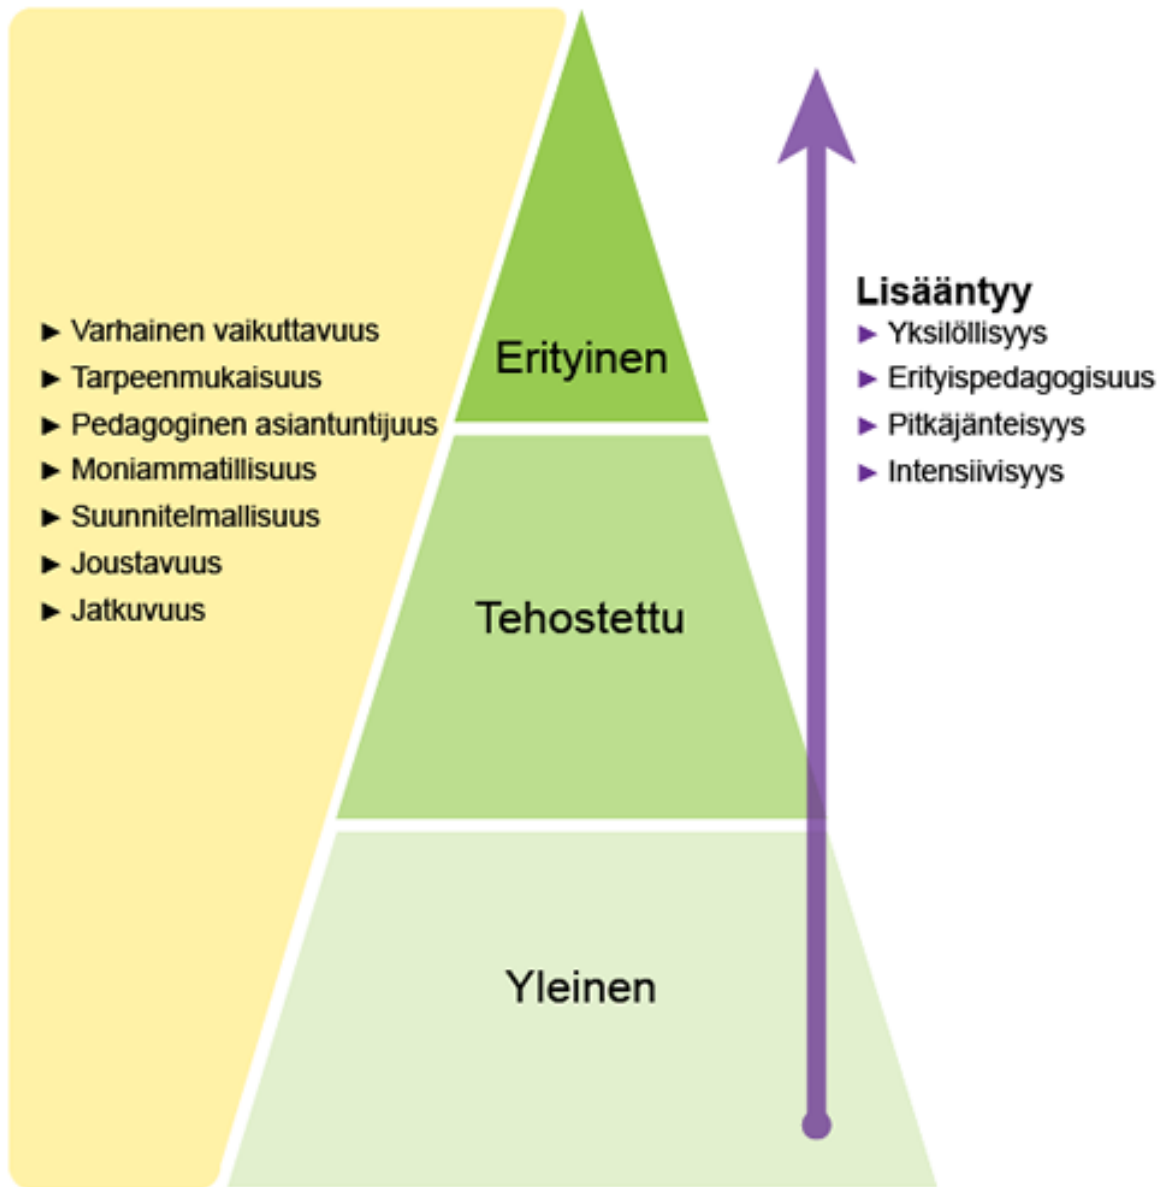 Varhainen vaikuttavuus
Tarpeenmukaisuus
Pedagoginen asiantuntijuus
Moniammatillisuus
Suunnitelmallisuus
Joustavuus
Jatkuvuus
Erityinen
Tehostettu
Yleinen
Lisääntyy
Yksilöllisyys
Erityispedagogisuus
Pitkäjänteisyys
Intensiivisyys